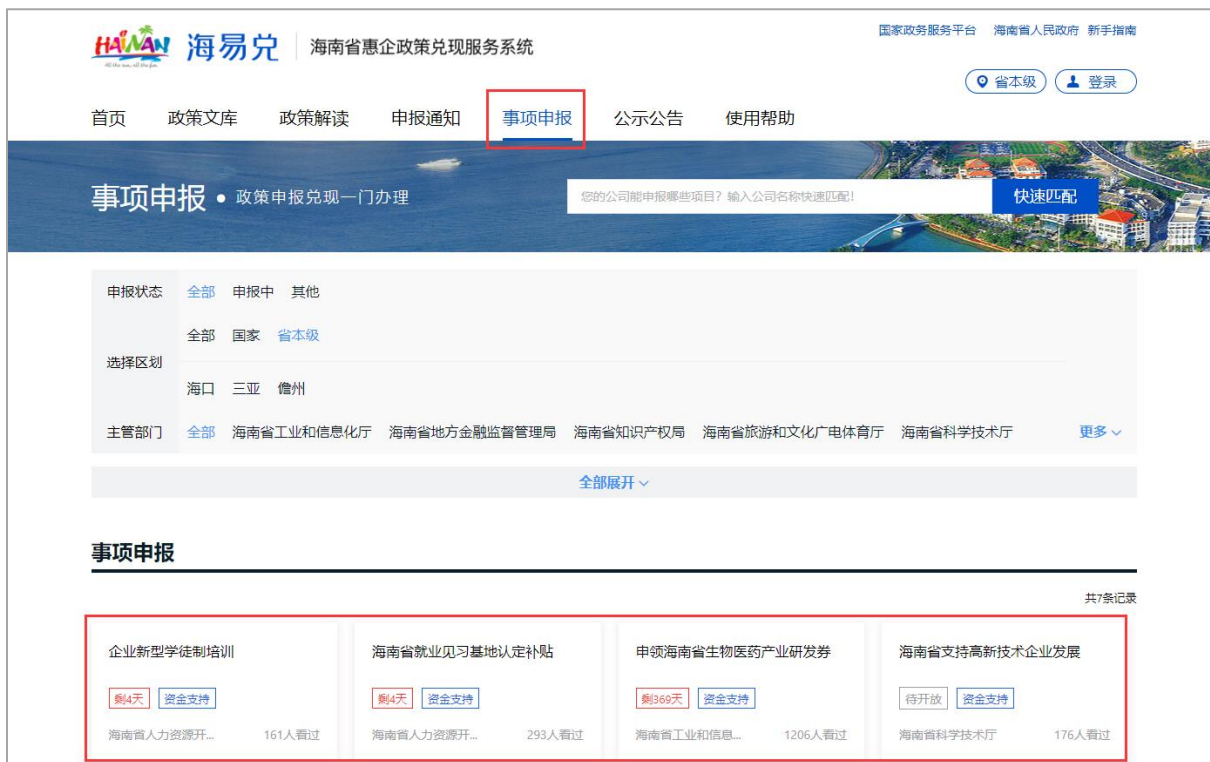 国家政务服务平台 海南省人民政府 新手指南
HAINAN 海易兑 海南省惠企政策兑现服务系统
省本级 登录
首页 政策文库 政策解读 申报通知 事项申报 公示公告 使用帮助
事项申报 • 政策申报兑现一门办理 您的公司能申报哪些项目?输入公司名称快速匹配! 快速匹配
申报状态 全部 申报中 其他
全部 国家 省本级
选择区划
海口 三亚 儋州
主管部门 全部 海南省工业和信息化厅 海南省地方金融监督管理局 海南省知识产权局 海南省旅游和文化广电体育厅 海南省科学技术厅 更多
全部展开
事项申报
共7条记录
企业新型学徒制培训 海南省就业见习基地认定补贴 申领海南省生物医药产业研发券 海南省支持高新技术企业发展
剩4天 资金支持 剩4天 资金支持 剩369天 资金支持 待开放 资金支持
海南省人力资源开... 161人看过 海南省人力资源开... 293人看过 海南省工业和信息... 1206人看过 海南省科学技术厅 176人看过